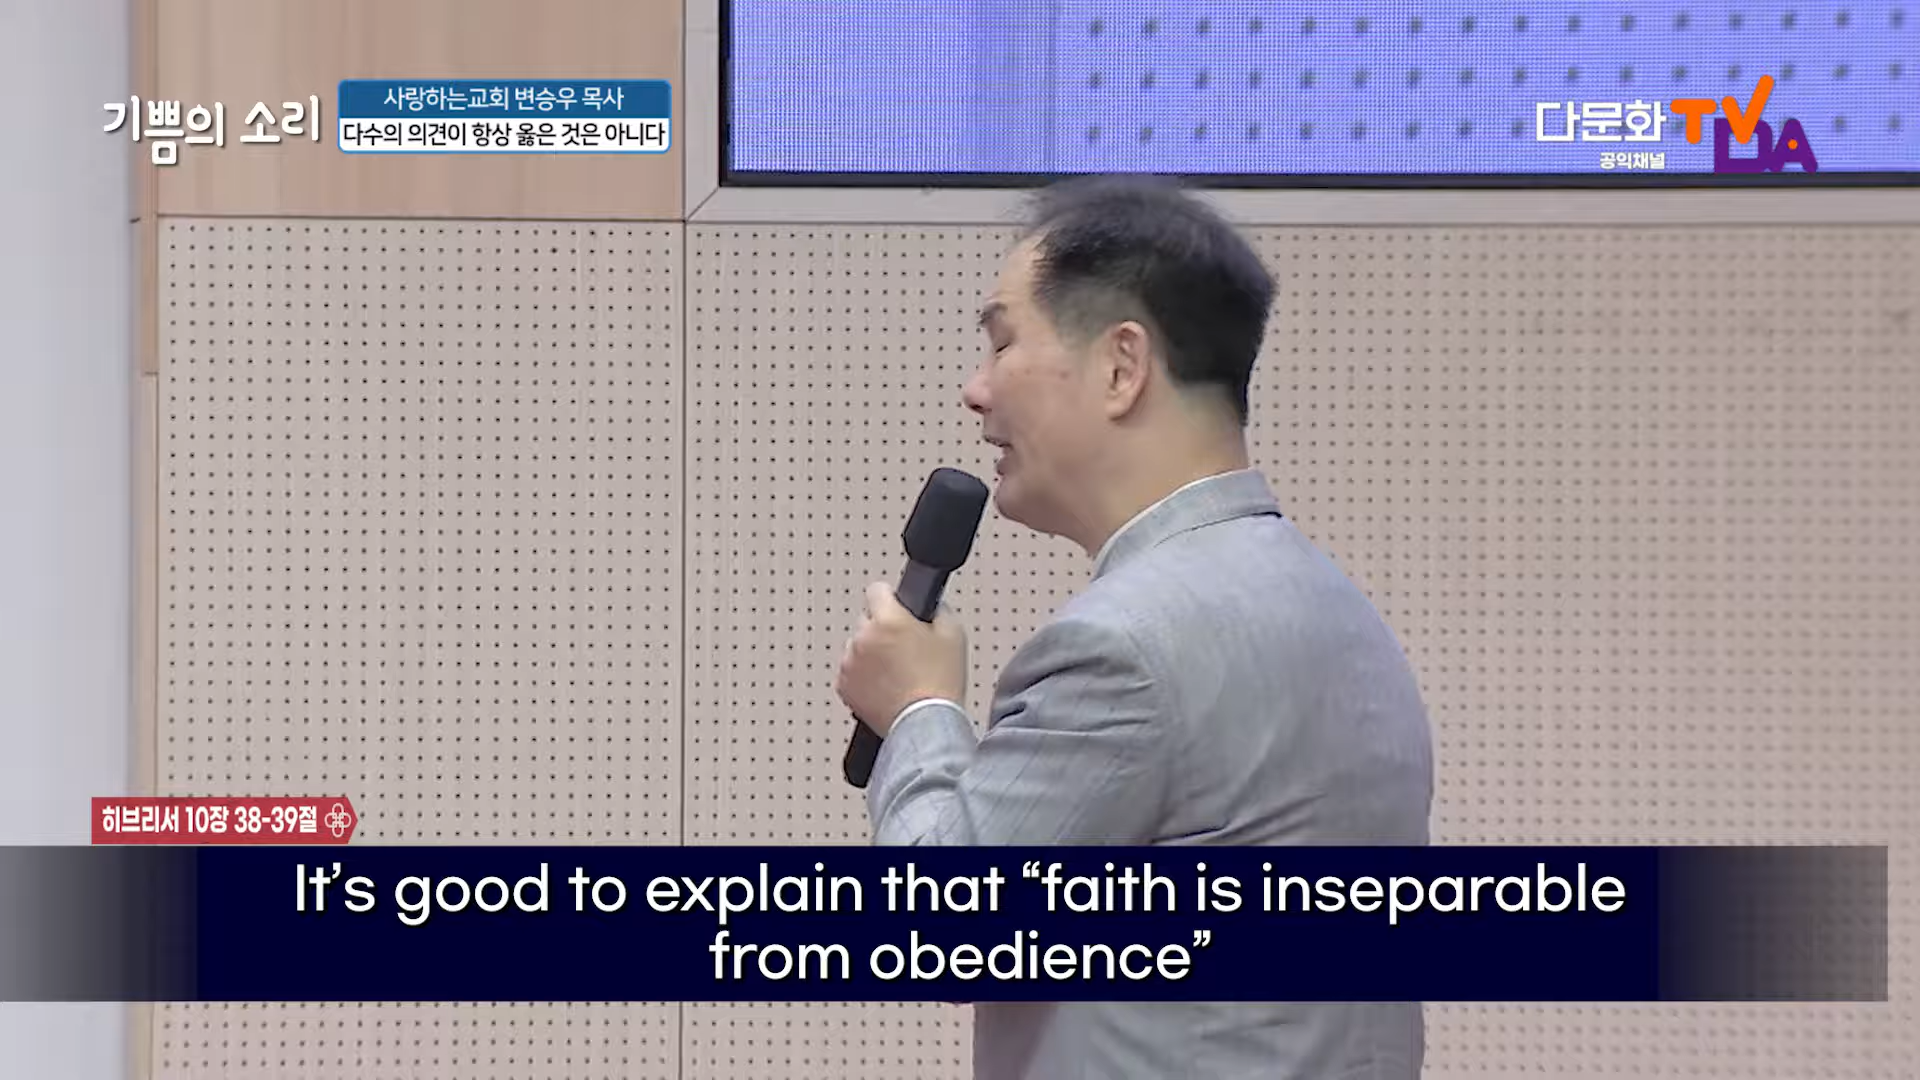 기쁨의 소리
사랑하는교회 변승우 목사
다수의 의견이 항상 옳은 것은 아니다
다문화 TV
공익채널 DA
히브리서 10장 38-39절
It’s good to explain that “faith is inseparable
from obedience”